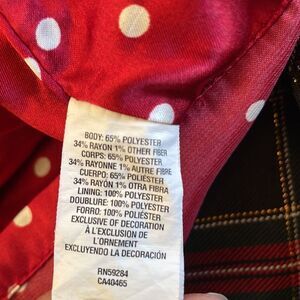 BODY: 65% POLYESTER
34% RAYON 1% OTHER FIBER
CORPS: 65% POLYESTER
34% RAYONNE 1% AUTRE FIBRE
CUERPO: 65% POLIÉSTER
34% RAYÓN 1% OTRA FIBRA
LINING: 100% POLYESTER
DOUBLURE: 100% POLYESTER
FORRO: 100% POLIÉSTER
EXCLUSIVE OF DECORATION
À L'EXCLUSION DE
L'ORNEMENT
EXCLUYENDO LA DECORACIÓN
RN59284
CA40465